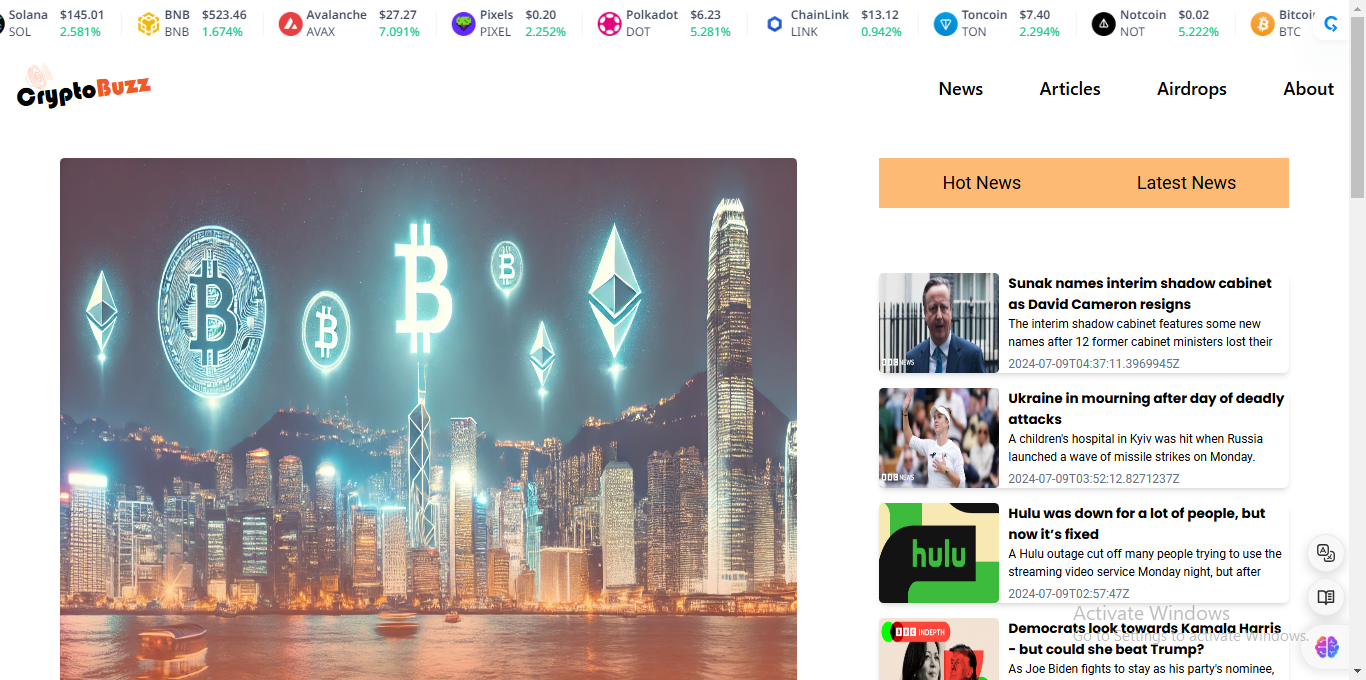 Solana $145.01
SOL 2.581%
BNB $523.46
BNB 1.674%
Avalanche $27.27
AVAX 7.091%
Pixels $0.20
PIXEL 2.252%
Polkadot $6.23
DOT 5.281%
ChainLink $13.12
LINK 0.942%
Toncoin $7.40
TON 2.294%
Notcoin $0.02
NOT 5.222%
Bitcoi
BTC
CryptoBuzz
News Articles Airdrops About
Hot News Latest News
Sunak names interim shadow cabinet
as David Cameron resigns
The interim shadow cabinet features some new
names after 12 former cabinet ministers lost their
2024-07-09T04:37:11.3969945Z
BBC NEWS
Ukraine in mourning after day of deadly
attacks
A children's hospital in Kyiv was hit when Russia
launched a wave of missile strikes on Monday.
2024-07-09T03:52:12.8271237Z
BBC NEWS
Hulu was down for a lot of people, but
now it’s fixed
A Hulu outage cut off many people trying to use the
streaming video service Monday night, but after
2024-07-09T02:57:47Z
hulu
Activate Windows
Go to Settings to activate Windows.
BBC INDEPTH
Democrats look towards Kamala Harris
- but could she beat Trump?
As Joe Biden fights to stay as his party's nominee,